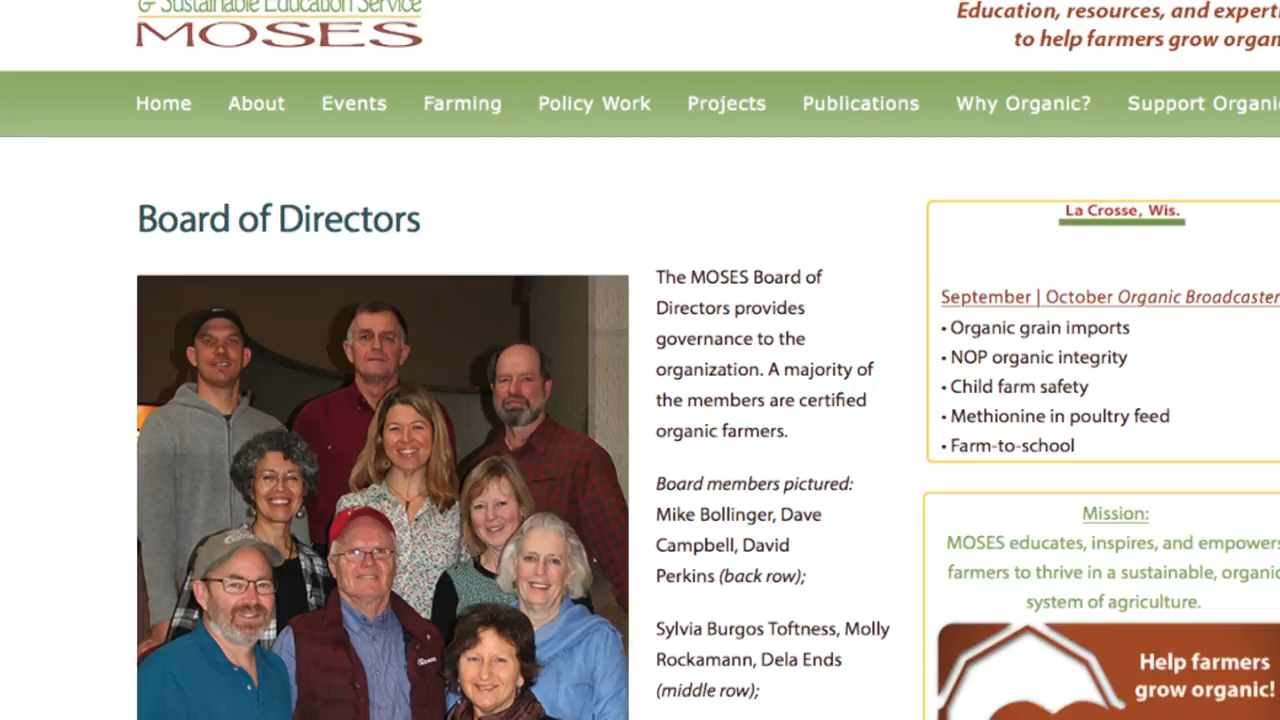 & Sustainable Education Service
MOSES
Education, resources, and
to help farmers grow
Home About Events Farming Policy Work Projects Publications Why Organic? Support
Board of Directors
The MOSES Board of
Directors provides
governance to the
organization. A majority of
the members are certified
organic farmers.
Board members pictured:
Mike Bollinger, Dave
Campbell, David
Perkins (back row);
Sylvia Burgos Toftness, Molly
Rockamann, Dela Ends
(middle row);
La Crosse, Wis.
September | October Organic Broadcaster
• Organic grain imports
• NOP organic integrity
• Child farm safety
• Methionine in poultry feed
• Farm-to-school
Mission:
MOSES educates, inspires, and empowers
farmers to thrive in a sustainable, organic
system of agriculture.
Help farmers
grow organic!